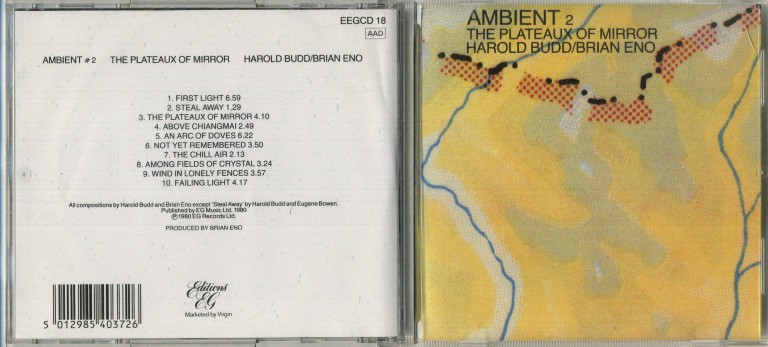 EEGCD 18
AAD
AMBIENT #2 THE PLATEAUX OF MIRROR HAROLD BUDD/BRIAN ENO
1. FIRST LIGHT 6.59
2. STEAL AWAY 1.29
3. THE PLATEAUX OF MIRROR 4.10
4. ABOVE CHIANGMAI 2.49
5. AN ARC OF DOVES 6.22
6. NOT YET REMEMBERED 3.50
7. THE CHILL AIR 2.13
8. AMONG FIELDS OF CRYSTAL 3.24
9. WIND IN LONELY FENCES 3.57
10. FAILING LIGHT 4.17
All compositions by Harold Budd and Brian Eno except 'Steal Away' by Harold Budd and Eugene Bowen.
Published by EG Music Ltd. 1980
℗1980 EG Records Ltd.
PRODUCED BY BRIAN ENO
Editions
EG
Marketed by Virgin
5 012985 403726
AMBIENT 2
THE PLATEAUX OF MIRROR
HAROLD BUDD/BRIAN ENO